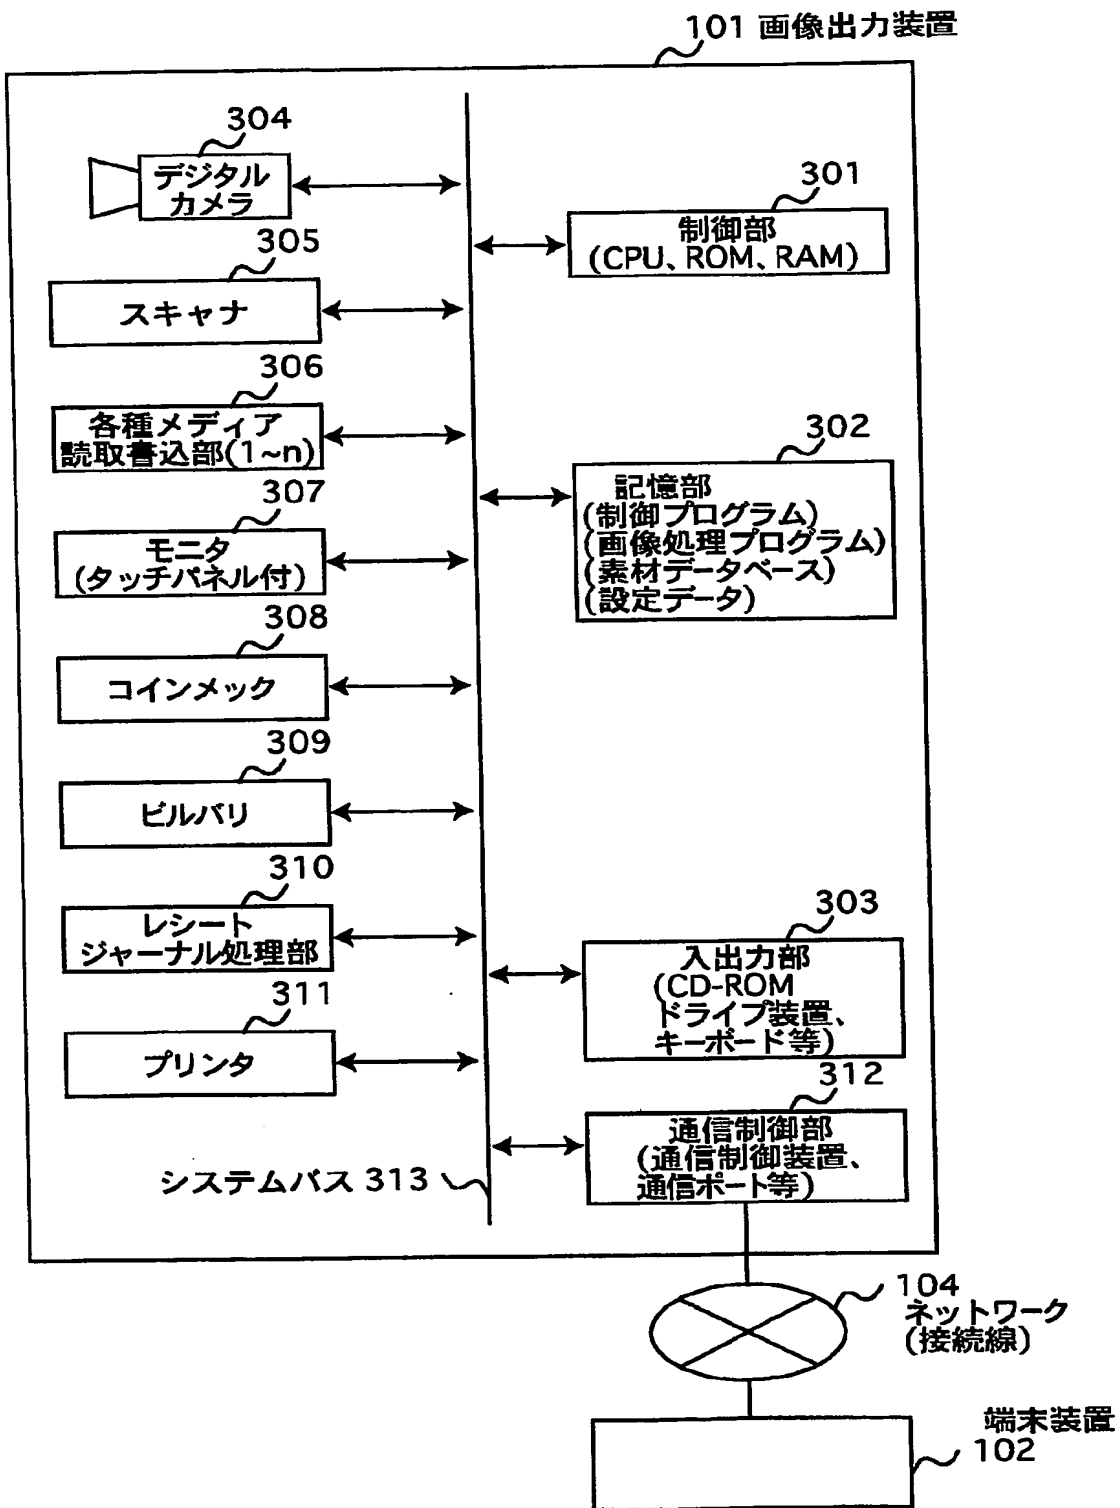 101 画像出力装置
304
デジタル
カメラ
301
制御部
(CPU、ROM、RAM)
305
スキャナ
306
各種メディア
読取書込部(1~n)
302
記憶部
(制御プログラム)
(画像処理プログラム)
(素材データベース)
(設定データ)
307
モニタ
(タッチパネル付)
308
コインメック
309
ビルバリ
310
レシート
ジャーナル処理部
303
入出力部
(CD-ROM
ドライブ装置、
キーボード等)
311
プリンタ
312
通信制御部
(通信制御装置、
通信ポート等)
システムバス 313
104
ネットワーク
(接続線)
端末装置
102